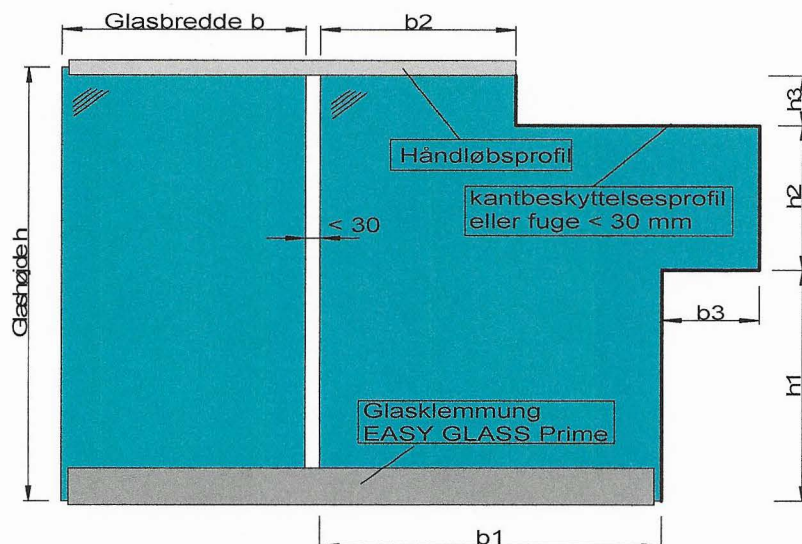 Glasbredde b
b2
Glashøjde h
h3
Håndløbsprofil
kantbeskyttelsesprofil
eller fuge < 30 mm
h2
< 30
b3
h1
Glasklemmung
EASY GLASS Prime
b1